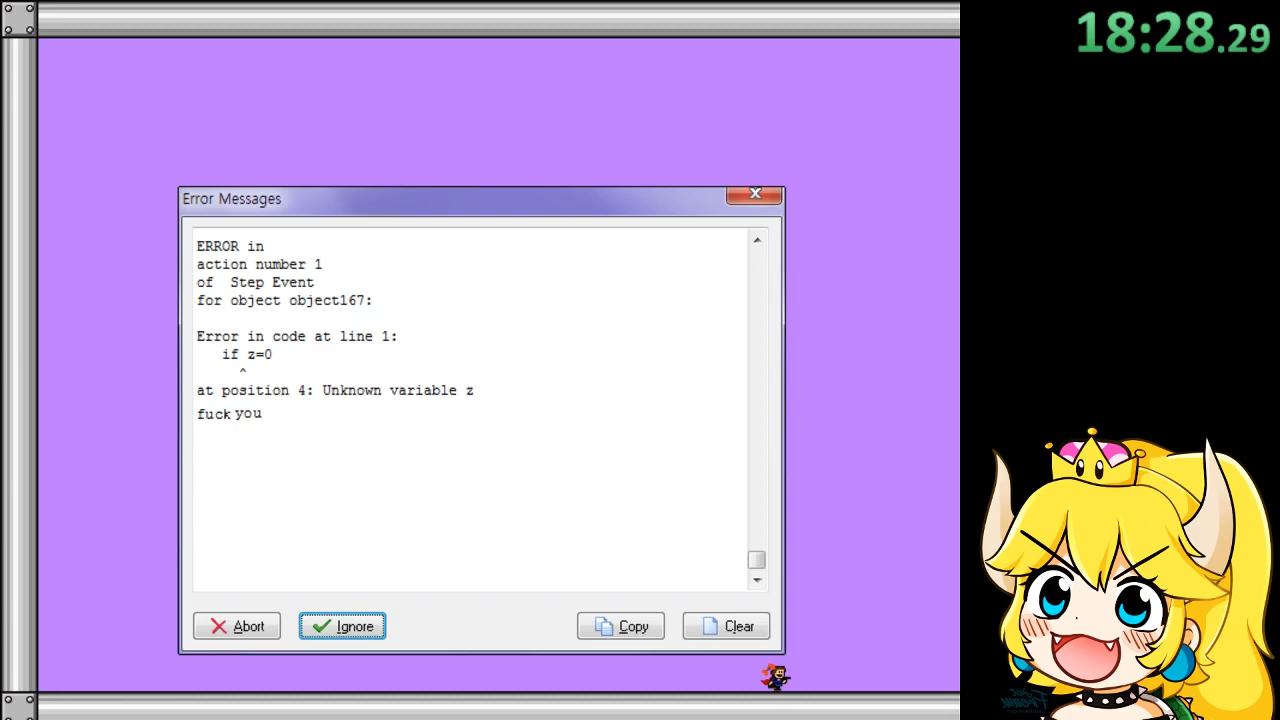 18:28.29
Error Messages
ERROR in
action number 1
of Step Event
for object object167:
Error in code at line 1:
if z=0
^
at position 4: Unknown variable z
fuck you
Abort
Ignore
Copy
Clear